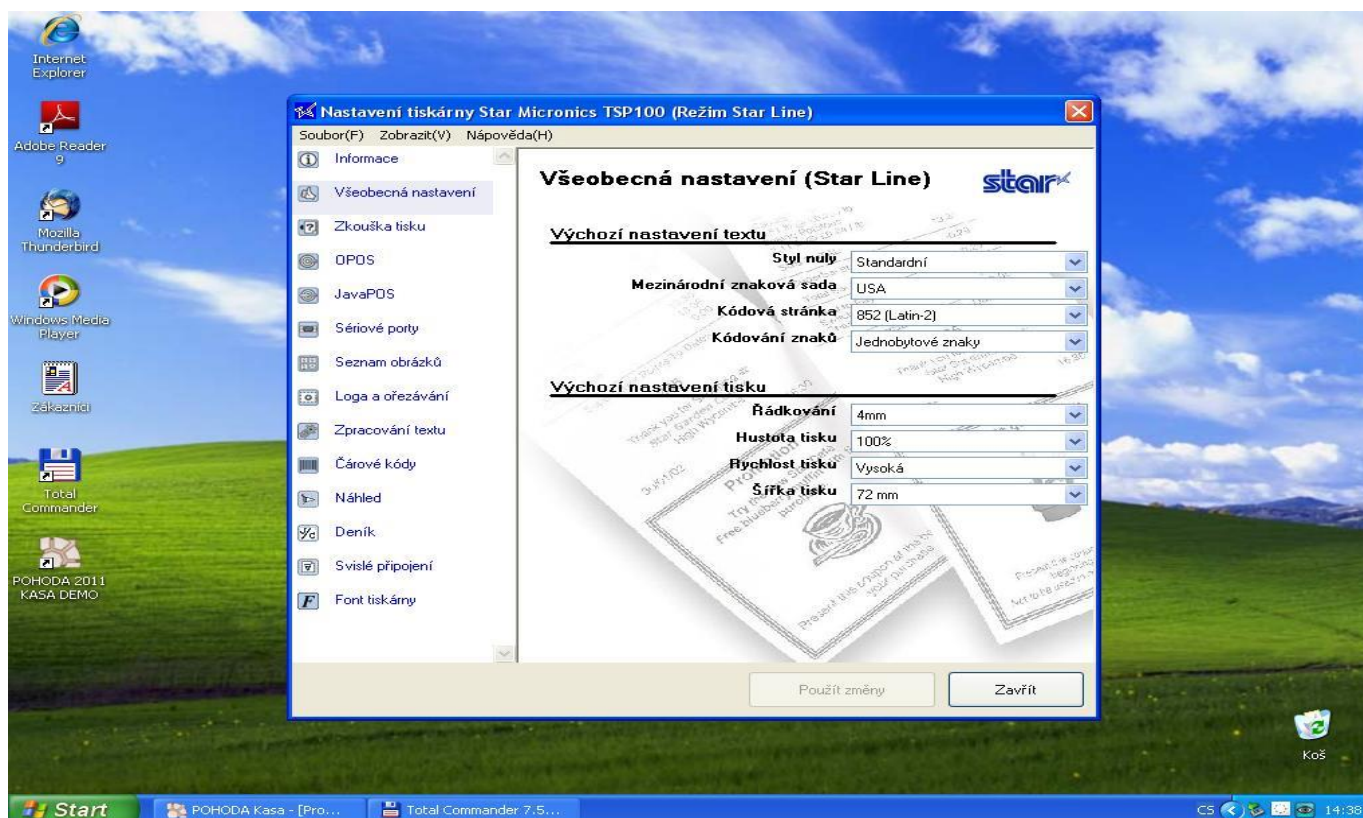 Internet
Explorer
Adobe Reader
9
Mozilla
Thunderbird
Windows Media
Player
Zákazníci
Total
Commander
POHODA 2011
KASA DEMO
Nastavení tiskárny Star Micronics TSP100 (Režim Star Line)
Soubor(F) Zobrazit(V) Nápověda(H)
Informace
Všeobecná nastavení
Zkouška tisku
OPOS
JavaPOS
Sériové porty
Seznam obrázků
Loga a ořezávání
Zpracování textu
Čárové kódy
Náhled
Deník
Svislé připojení
Font tiskárny
Všeobecná nastavení (Star Line)
star
Výchozí nastavení textu
Styl nuly Standardní
Mezinárodní znaková sada USA
Kódová stránka 852 (Latin-2)
Kódování znaků Jednobytové znaky
Výchozí nastavení tisku
Řádkování 4mm
Hustota tisku 100%
Rychlost tisku Vysoká
Šířka tisku 72 mm
Použít změny
Zavřít
Koš
Start
POHODA Kasa - [Pro...
Total Commander 7.5...
CS
14:38